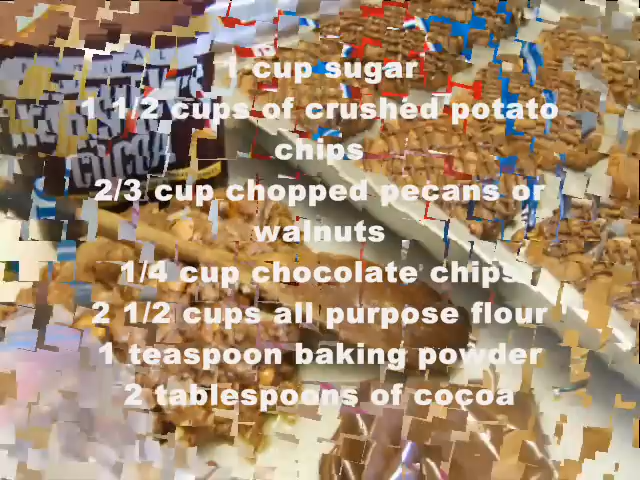 1 cup sugar
1 1/2 cups of crushed potato
chips
2/3 cup chopped pecans or
walnuts
1/4 cup chocolate chips
2 1/2 cups all purpose flour
1 teaspoon baking powder
2 tablespoons of cocoa